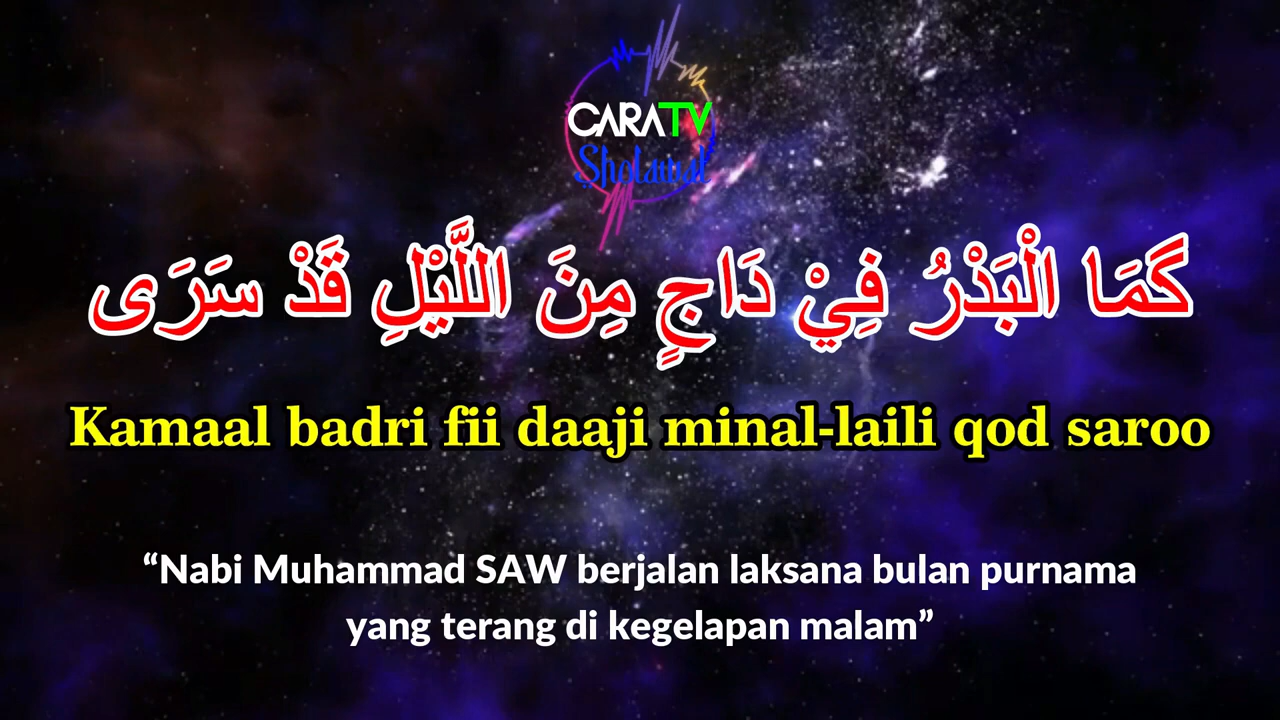 CARATV
Sholawat
كَمَا الْبَدْرُ فِيْ دَاجٍ مِنَ اللَّيْلِ قَدْ سَرَى
Kamaal badri fii daaji minal-laili qod saroo
“Nabi Muhammad SAW berjalan laksana bulan purnama
yang terang di kegelapan malam”